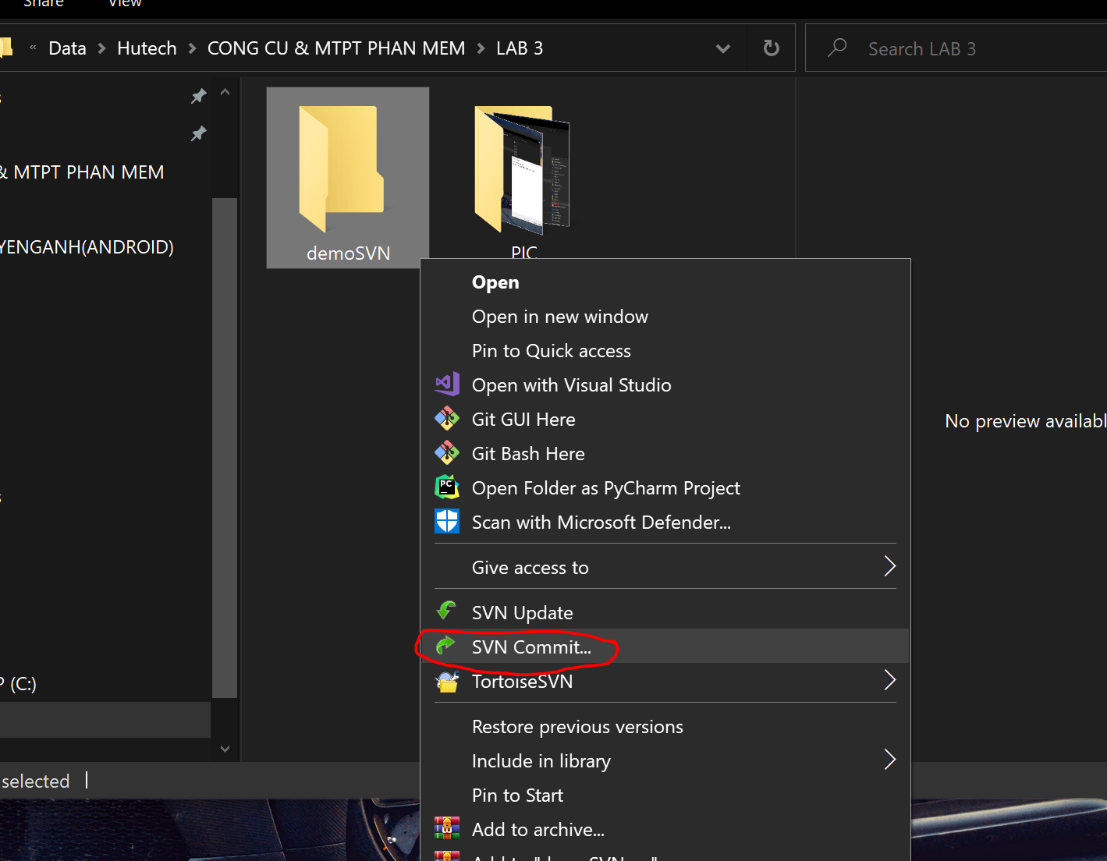 Share View
« Data > Hutech > CONG CU & MTPT PHAN MEM > LAB 3
Search LAB 3
& MTPT PHAN MEM
YENGANH(ANDROID)
(C:)
selected
demoSVN
PIC
No preview availabl
Open
Open in new window
Pin to Quick access
Open with Visual Studio
Git GUI Here
Git Bash Here
Open Folder as PyCharm Project
Scan with Microsoft Defender...
Give access to
SVN Update
SVN Commit...
TortoiseSVN
Restore previous versions
Include in library
Pin to Start
Add to archive...